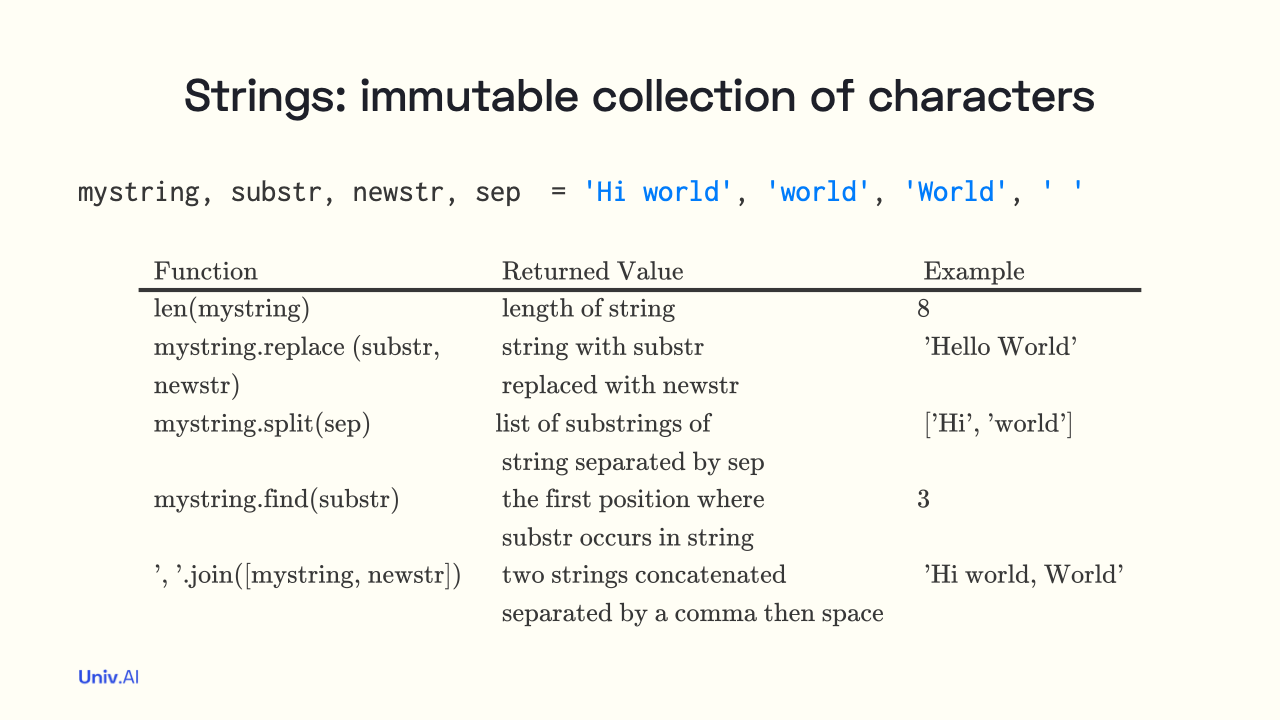 Strings: immutable collection of characters
mystring, substr, newstr, sep  = 'Hi world', 'world', 'World', ' '
Function Returned Value Example
len(mystring) length of string 8
mystring.replace (substr, string with substr ’Hello World’
newstr) replaced with newstr
mystring.split(sep) list of substrings of [’Hi’, ’world’]
string separated by sep
mystring.find(substr) the first position where 3
substr occurs in string
’, ’.join([mystring, newstr]) two strings concatenated ’Hi world, World’
separated by a comma then space
Univ.AI